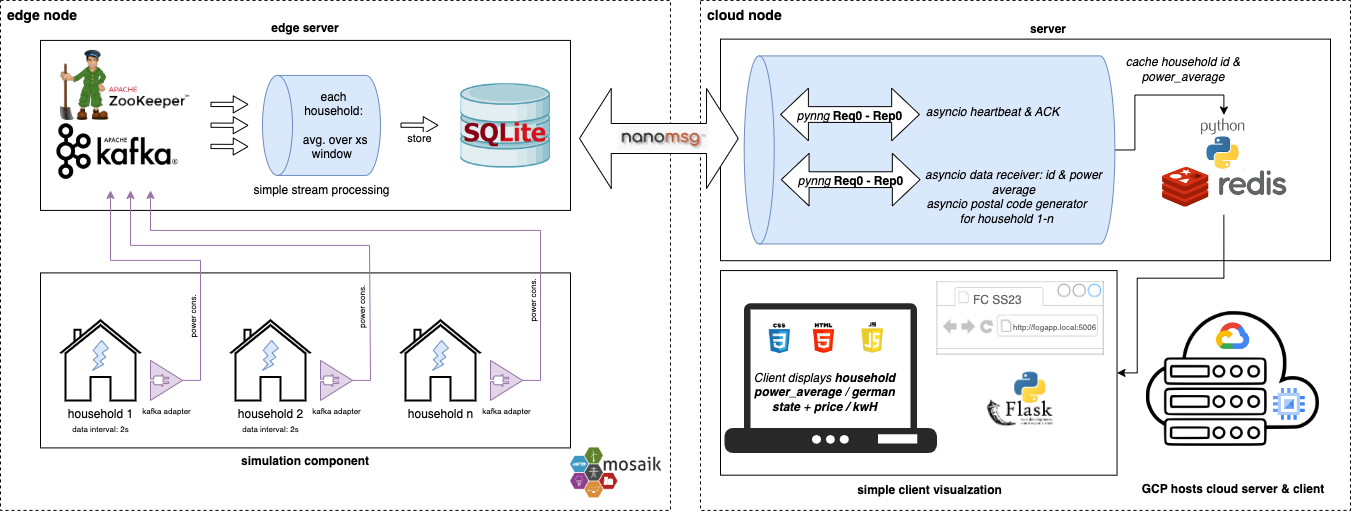 edge node
edge server
APACHE
ZooKeeper™
APACHE
kafka®
each
household:
avg. over xs
window
simple stream processing
store
SQLite
nanomsg™
power cons.
power cons.
power cons.
household 1
data interval: 2s
kafka adapter
household 2
data interval: 2s
kafka adapter
household n
kafka adapter
simulation component
mosaik
cloud node
server
pynng Req0 - Rep0
asyncio heartbeat & ACK
pynng Req0 - Rep0
asyncio data receiver: id & power
average
asyncio postal code generator
for household 1-n
cache household id &
power_average
python
redis
CSS
3
HTML
5
JS
JS
Client displays household
power_average / german
state + price / kwH
FC SS23
http://fogapp.local:5006
Flask
simple client visualzation
GCP hosts cloud server & client